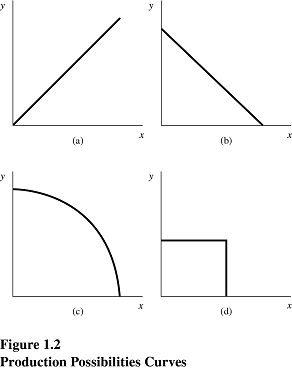 y
y
x
x
(a)
(b)
y
y
x
x
(c)
(d)
Figure 1.2
Production Possibilities Curves